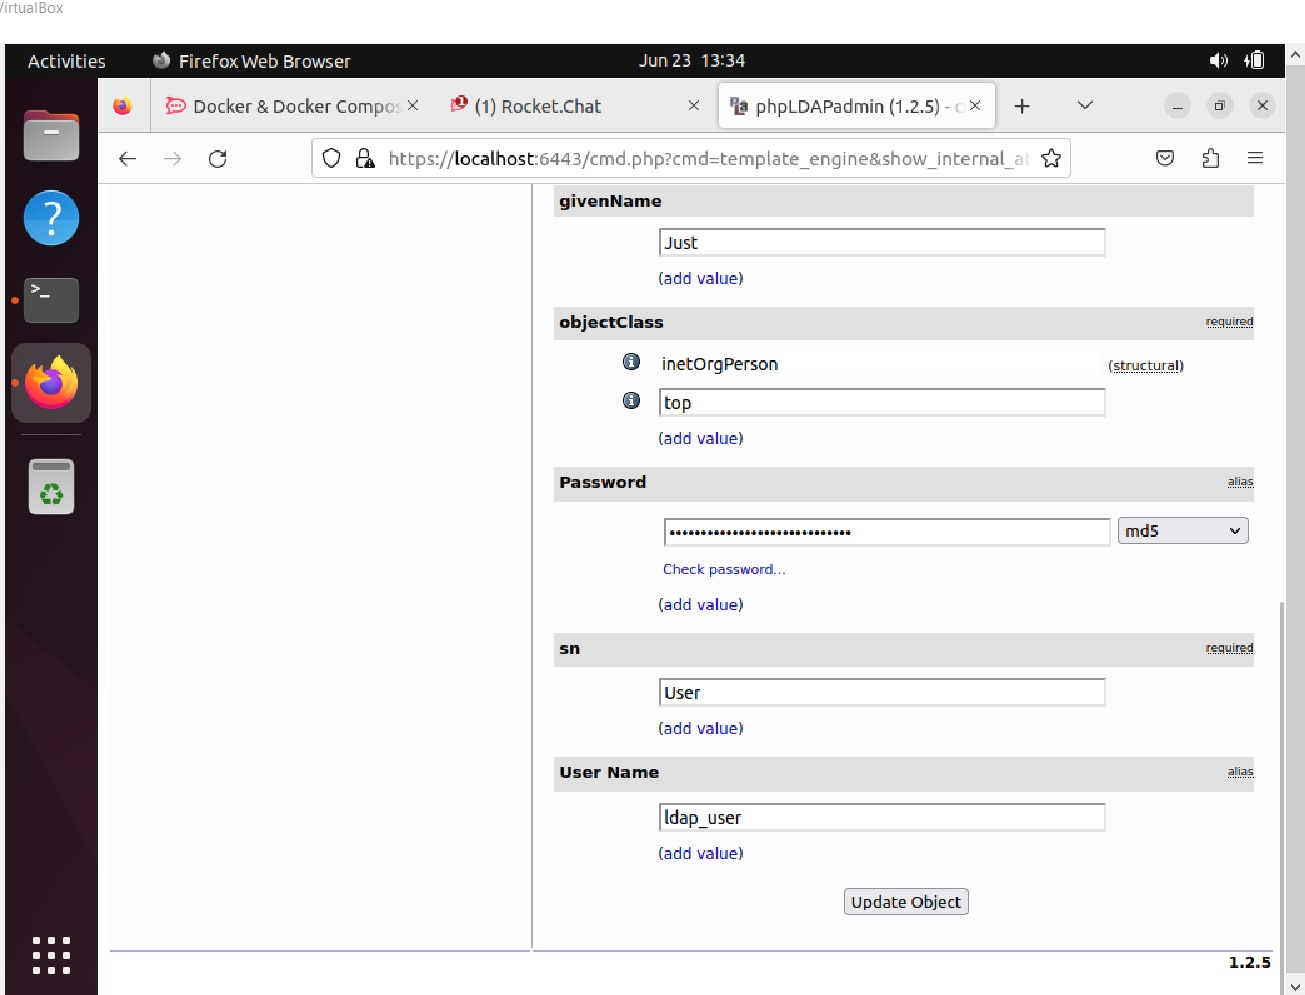 VirtualBox
Activities
Firefox Web Browser
Jun 23 13:34
Docker & Docker Compos
(1) Rocket.Chat
phpLDAPadmin (1.2.5) - c
https://localhost:6443/cmd.php?cmd=template_engine&show_internal_at
givenName
Just
(add value)
objectClass
required
inetOrgPerson
(structural)
top
(add value)
Password
alias
••••••••••••••••••••••••••••••
md5
Check password...
(add value)
sn
required
User
(add value)
User Name
alias
ldap_user
(add value)
Update Object
1.2.5